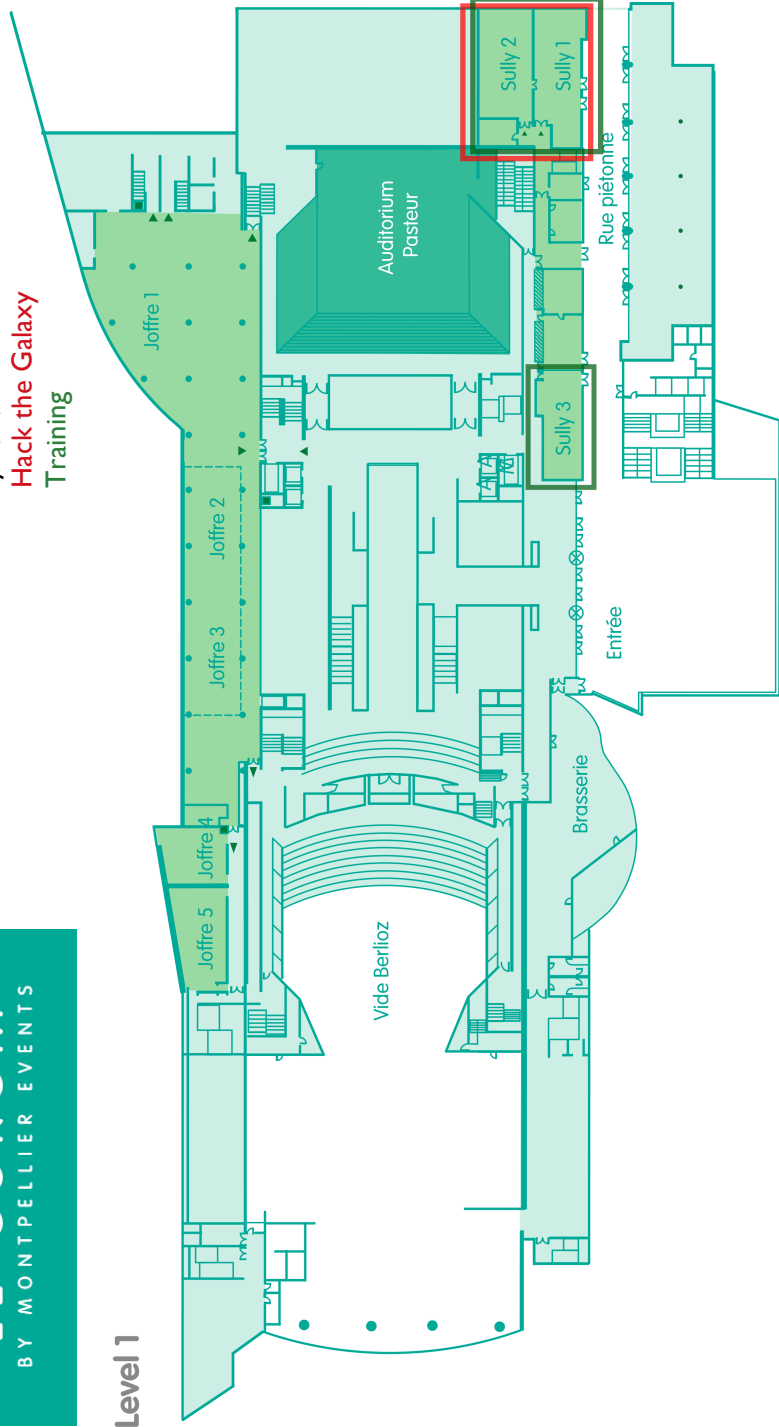 BY MONTPELLIER EVENTS
Level 1
Hack the Galaxy
Training
Joffre 5
Joffre 4
Joffre 3
Joffre 2
Joffre 1
Vide Berlioz
Auditorium
Pasteur
Sully 2
Sully 1
Sully 3
Rue piétonne
Entrée
Brasserie